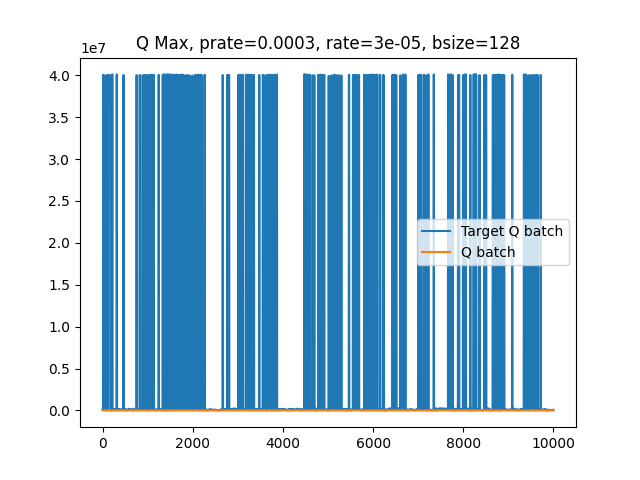 Q Max, prate=0.0003, rate=3e-05, bsize=128
1e7
4.0
3.5
3.0
2.5
2.0
1.5
1.0
0.5
0.0
Target Q batch
Q batch
0 2000 4000 6000 8000 10000